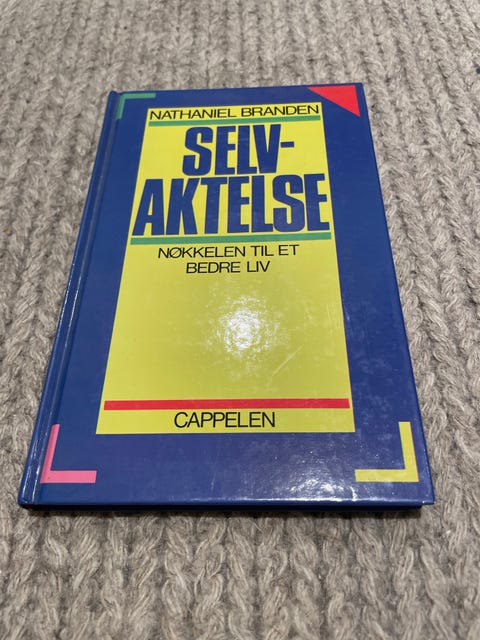 NATHANIEL BRANDEN
SELV-
AKTELSE
NØKKELEN TIL ET
BEDRE LIV
CAPPELEN